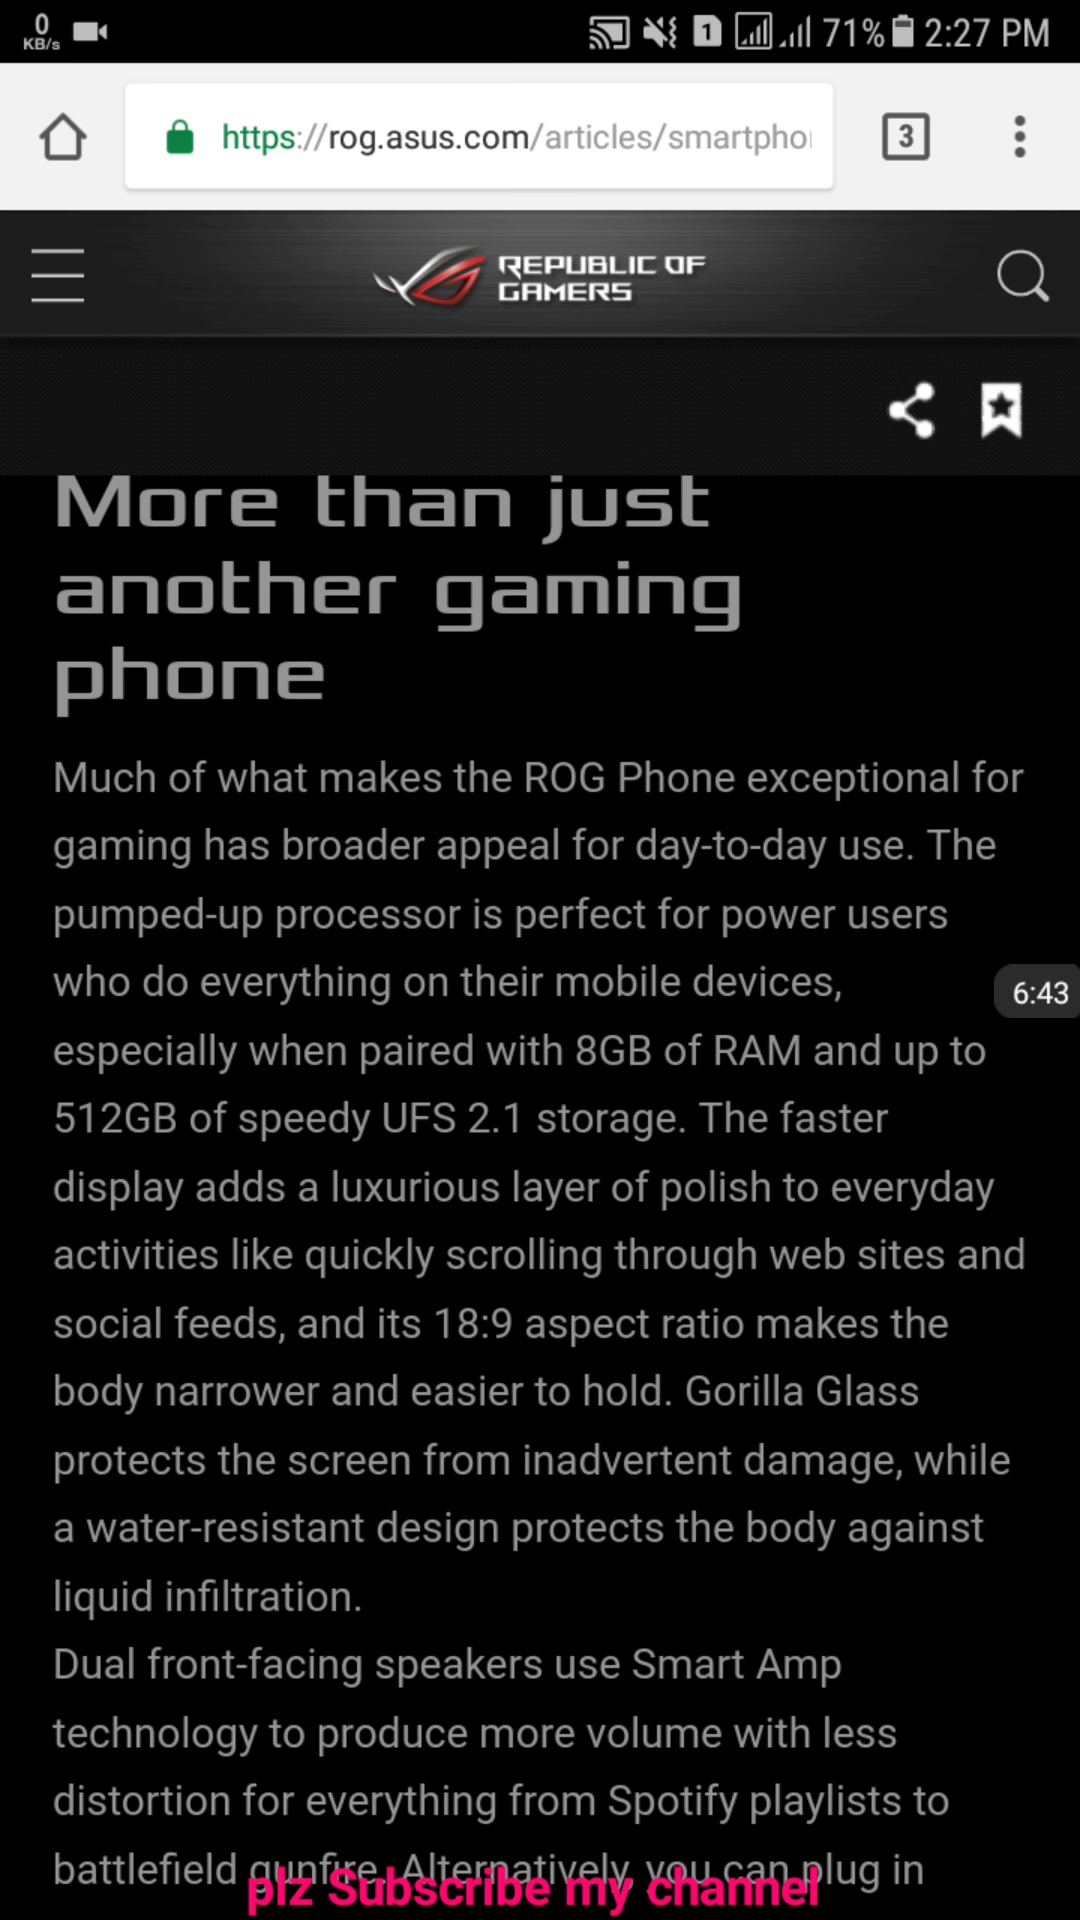 0
KB/s
1
71%
2:27 PM
https://rog.asus.com/articles/smartpho
3
REPUBLIC OF
GAMERS
More than just
another gaming
phone
Much of what makes the ROG Phone exceptional for
gaming has broader appeal for day-to-day use. The
pumped-up processor is perfect for power users
who do everything on their mobile devices,
6:43
especially when paired with 8GB of RAM and up to
512GB of speedy UFS 2.1 storage. The faster
display adds a luxurious layer of polish to everyday
activities like quickly scrolling through web sites and
social feeds, and its 18:9 aspect ratio makes the
body narrower and easier to hold. Gorilla Glass
protects the screen from inadvertent damage, while
a water-resistant design protects the body against
liquid infiltration.
Dual front-facing speakers use Smart Amp
technology to produce more volume with less
distortion for everything from Spotify playlists to
battlefield gunfire. Alternatively, you can plug in
plz Subscribe my channel